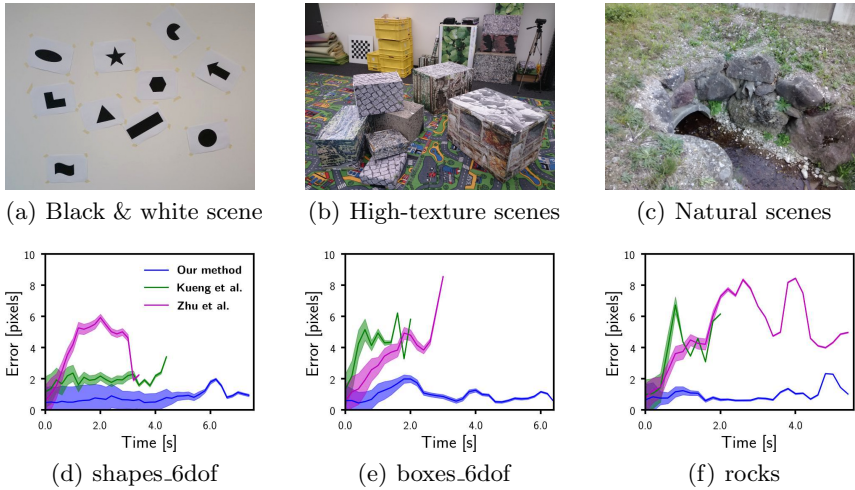 (a) Black & white scene
(b) High-texture scenes
(c) Natural scenes
10
8
6
4
2
0
Error [pixels]
0.0
2.0
4.0
6.0
Time [s]
Our method
Kueng et al.
Zhu et al.
(d) shapes_6dof
10
8
6
4
2
0
Error [pixels]
0.0
2.0
4.0
6.0
Time [s]
(e) boxes_6dof
10
8
6
4
2
0
Error [pixels]
0.0
2.0
4.0
Time [s]
(f) rocks